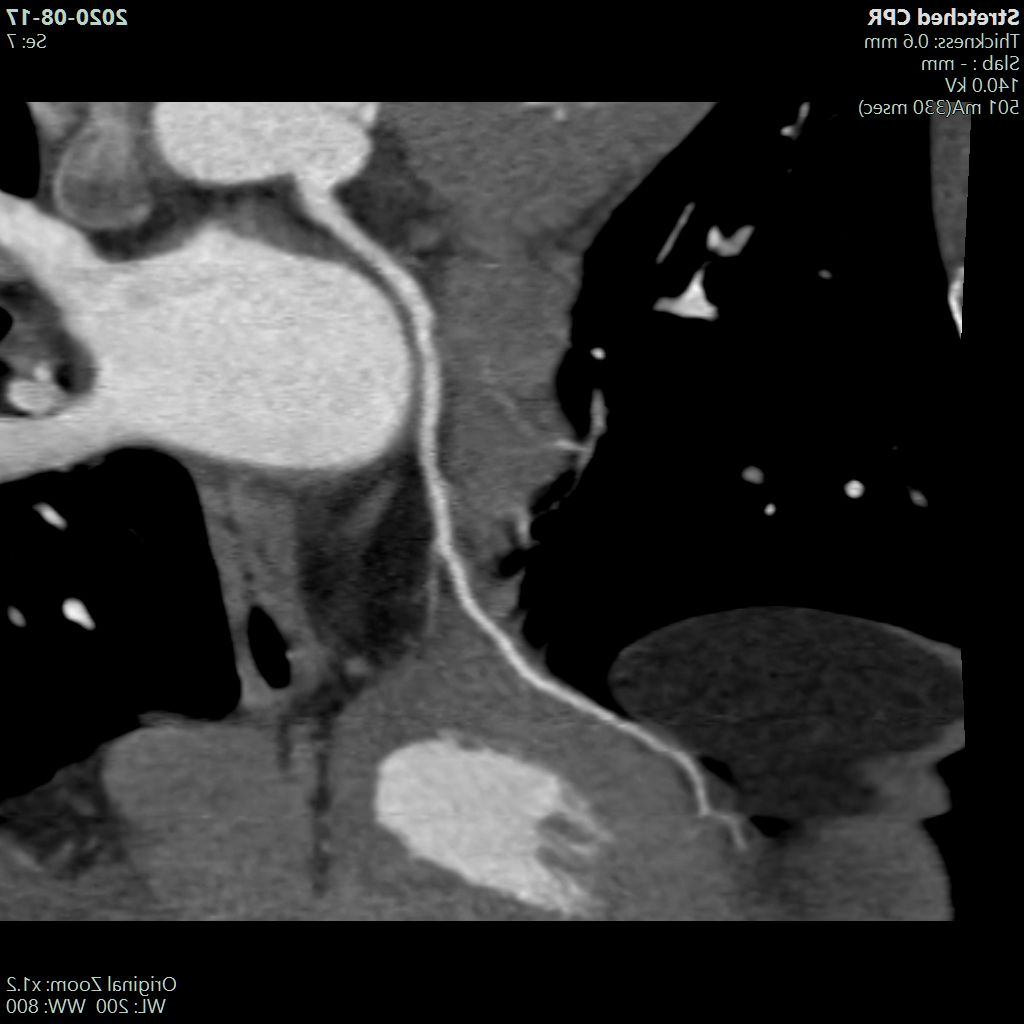 Stretched CPR
Thickness: 0.6 mm
Slab : - mm
140.0 kV
501 mA(330 msec)
2020-08-17
Se: 7
Original Zoom: x1.2
WL: 200 WW: 800